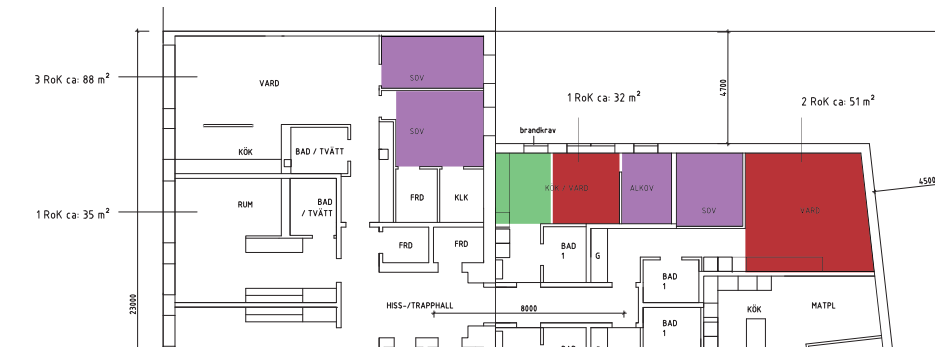 3 RoK ca: 88 m²
VARD
SOV
SOV
KÖK
BAD / TVÄTT
FRD
KLK
1 RoK ca: 35 m²
RUM
BAD
/ TVÄTT
FRD
FRD
HISS-/TRAPPHALL
23000
8000
4700
4500
1 RoK ca: 32 m²
2 RoK ca: 51 m²
brandkrav
KÖK / VARD
ALKOV
SOV
VARD
BAD
1
G
BAD
1
KÖK
MATPL
BAD
1
BAD
G